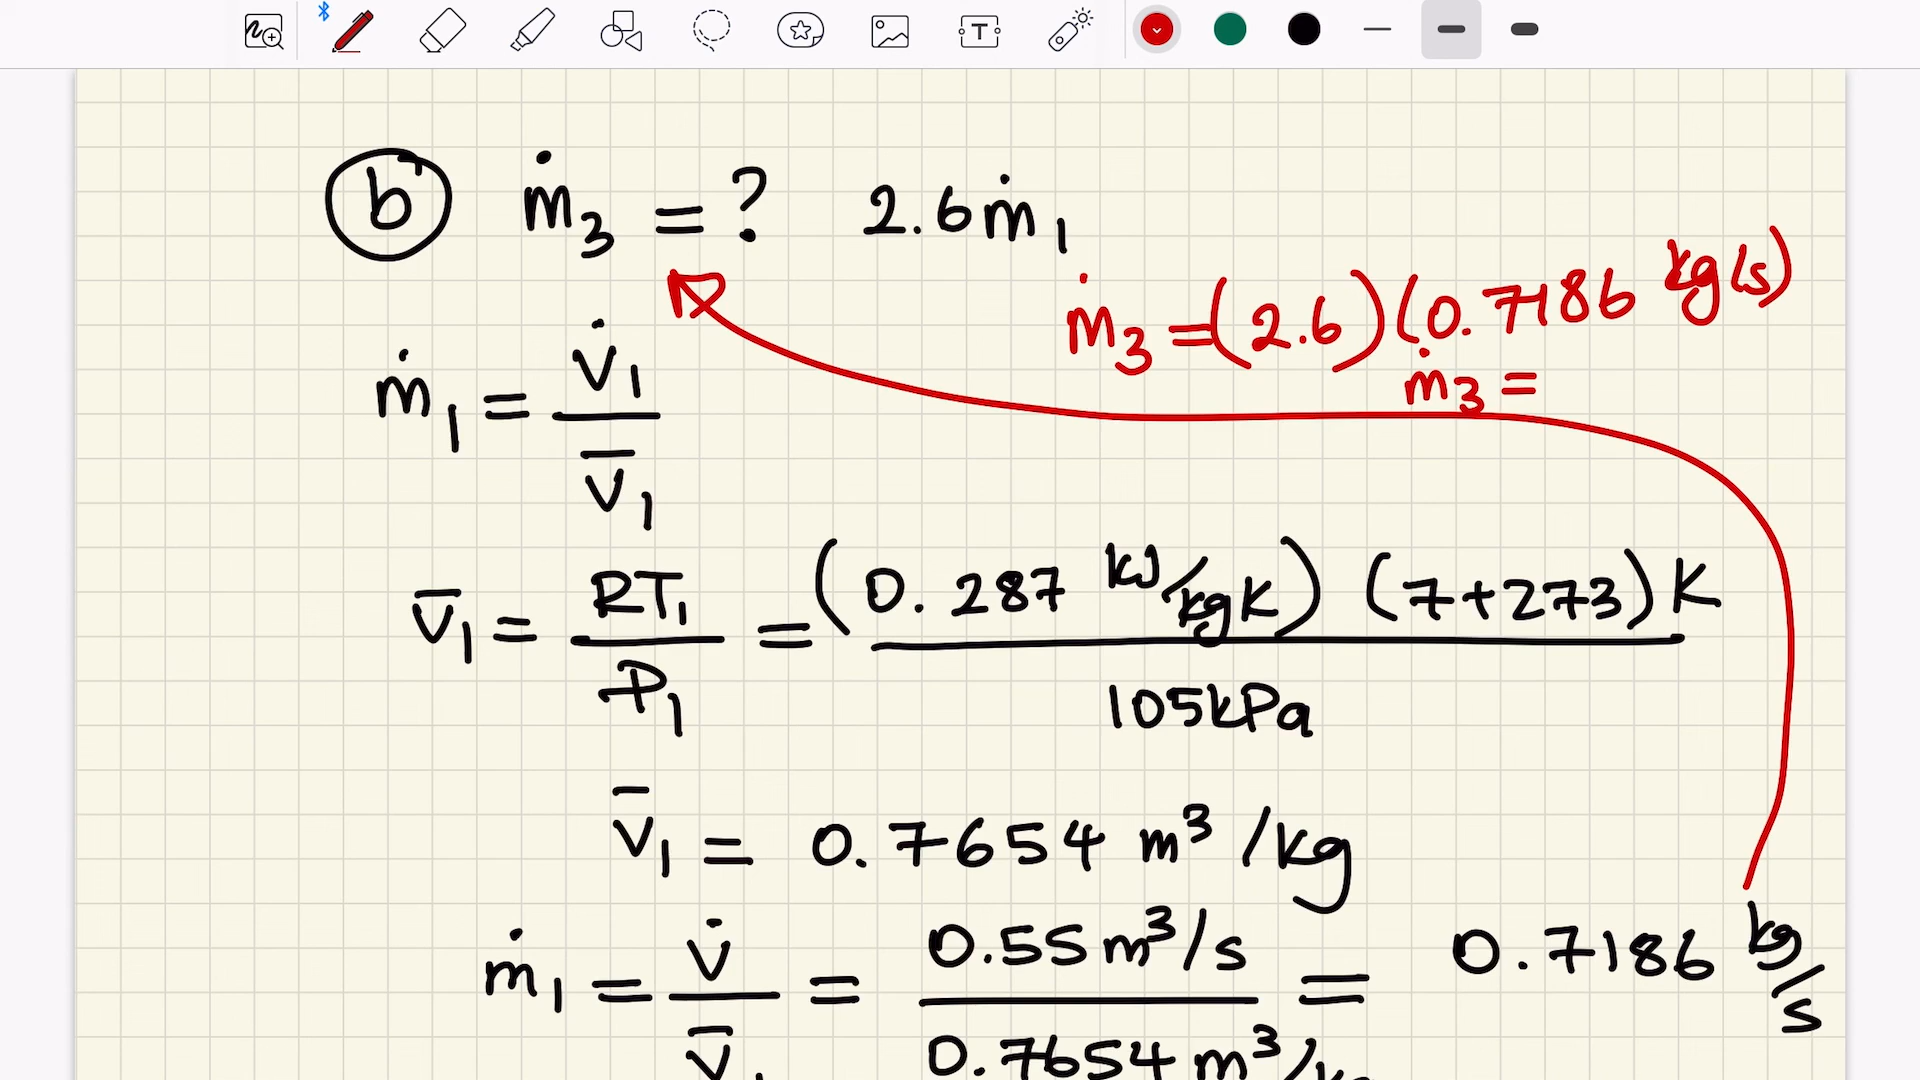 b ṁ₃ = ? 2.6ṁ₁
ṁ₃ = (2.6)(0.7186 kg/s)
ṁ₃ =
ṁ₁ = V̇₁ / V̄₁
V̄₁ = RT₁ / P₁ = (0.287 kJ/kgK) (7+273)K / 105kPa
V̄₁ = 0.7654 m³/kg
ṁ₁ = V̇ / V̄₁ = 0.55 m³/s / 0.7654 m³/kg = 0.7186 kg/s